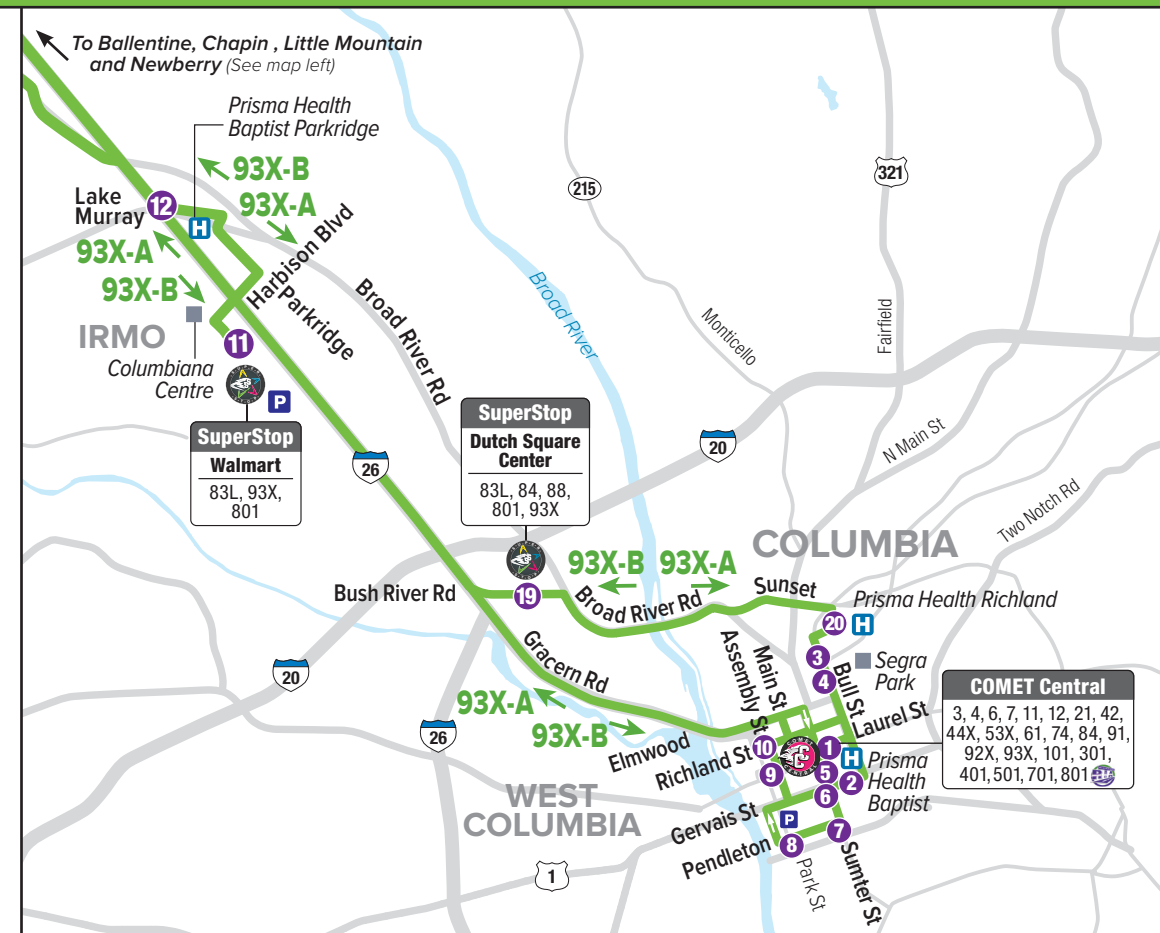 To Ballentine, Chapin , Little Mountain
and Newberry (See map left)
Prisma Health
Baptist Parkridge
93X-B
93X-A
Lake
Murray
12
H
93X-A
93X-B
Harbison Blvd
Parkridge
Broad River Rd
IRMO
11
Columbiana
Centre
P
SuperStop
Walmart
83L, 93X,
801
26
SuperStop
Dutch Square
Center
83L, 84, 88,
801, 93X
Broad River
215
321
Monticello
Fairfield
20
N Main St
Two Notch Rd
COLUMBIA
93X-B
93X-A
Bush River Rd
19
Broad River Rd
Sunset
Prisma Health Richland
20
H
3
4
Segra
Park
Bull St
Laurel St
Main St
Assembly St
20
26
Gracern Rd
93X-A
93X-B
Elmwood
Richland St
10
9
COMET
CENTRAL
1
5
6
2
H
Prisma
Health
Baptist
COMET Central
3, 4, 6, 7, 11, 12, 21, 42,
44X, 53X, 61, 74, 84, 91,
92X, 93X, 101, 301,
401,501,701,801
WEST
COLUMBIA
Gervais St
P
Pendleton
8
7
Park St
Sumter St
1